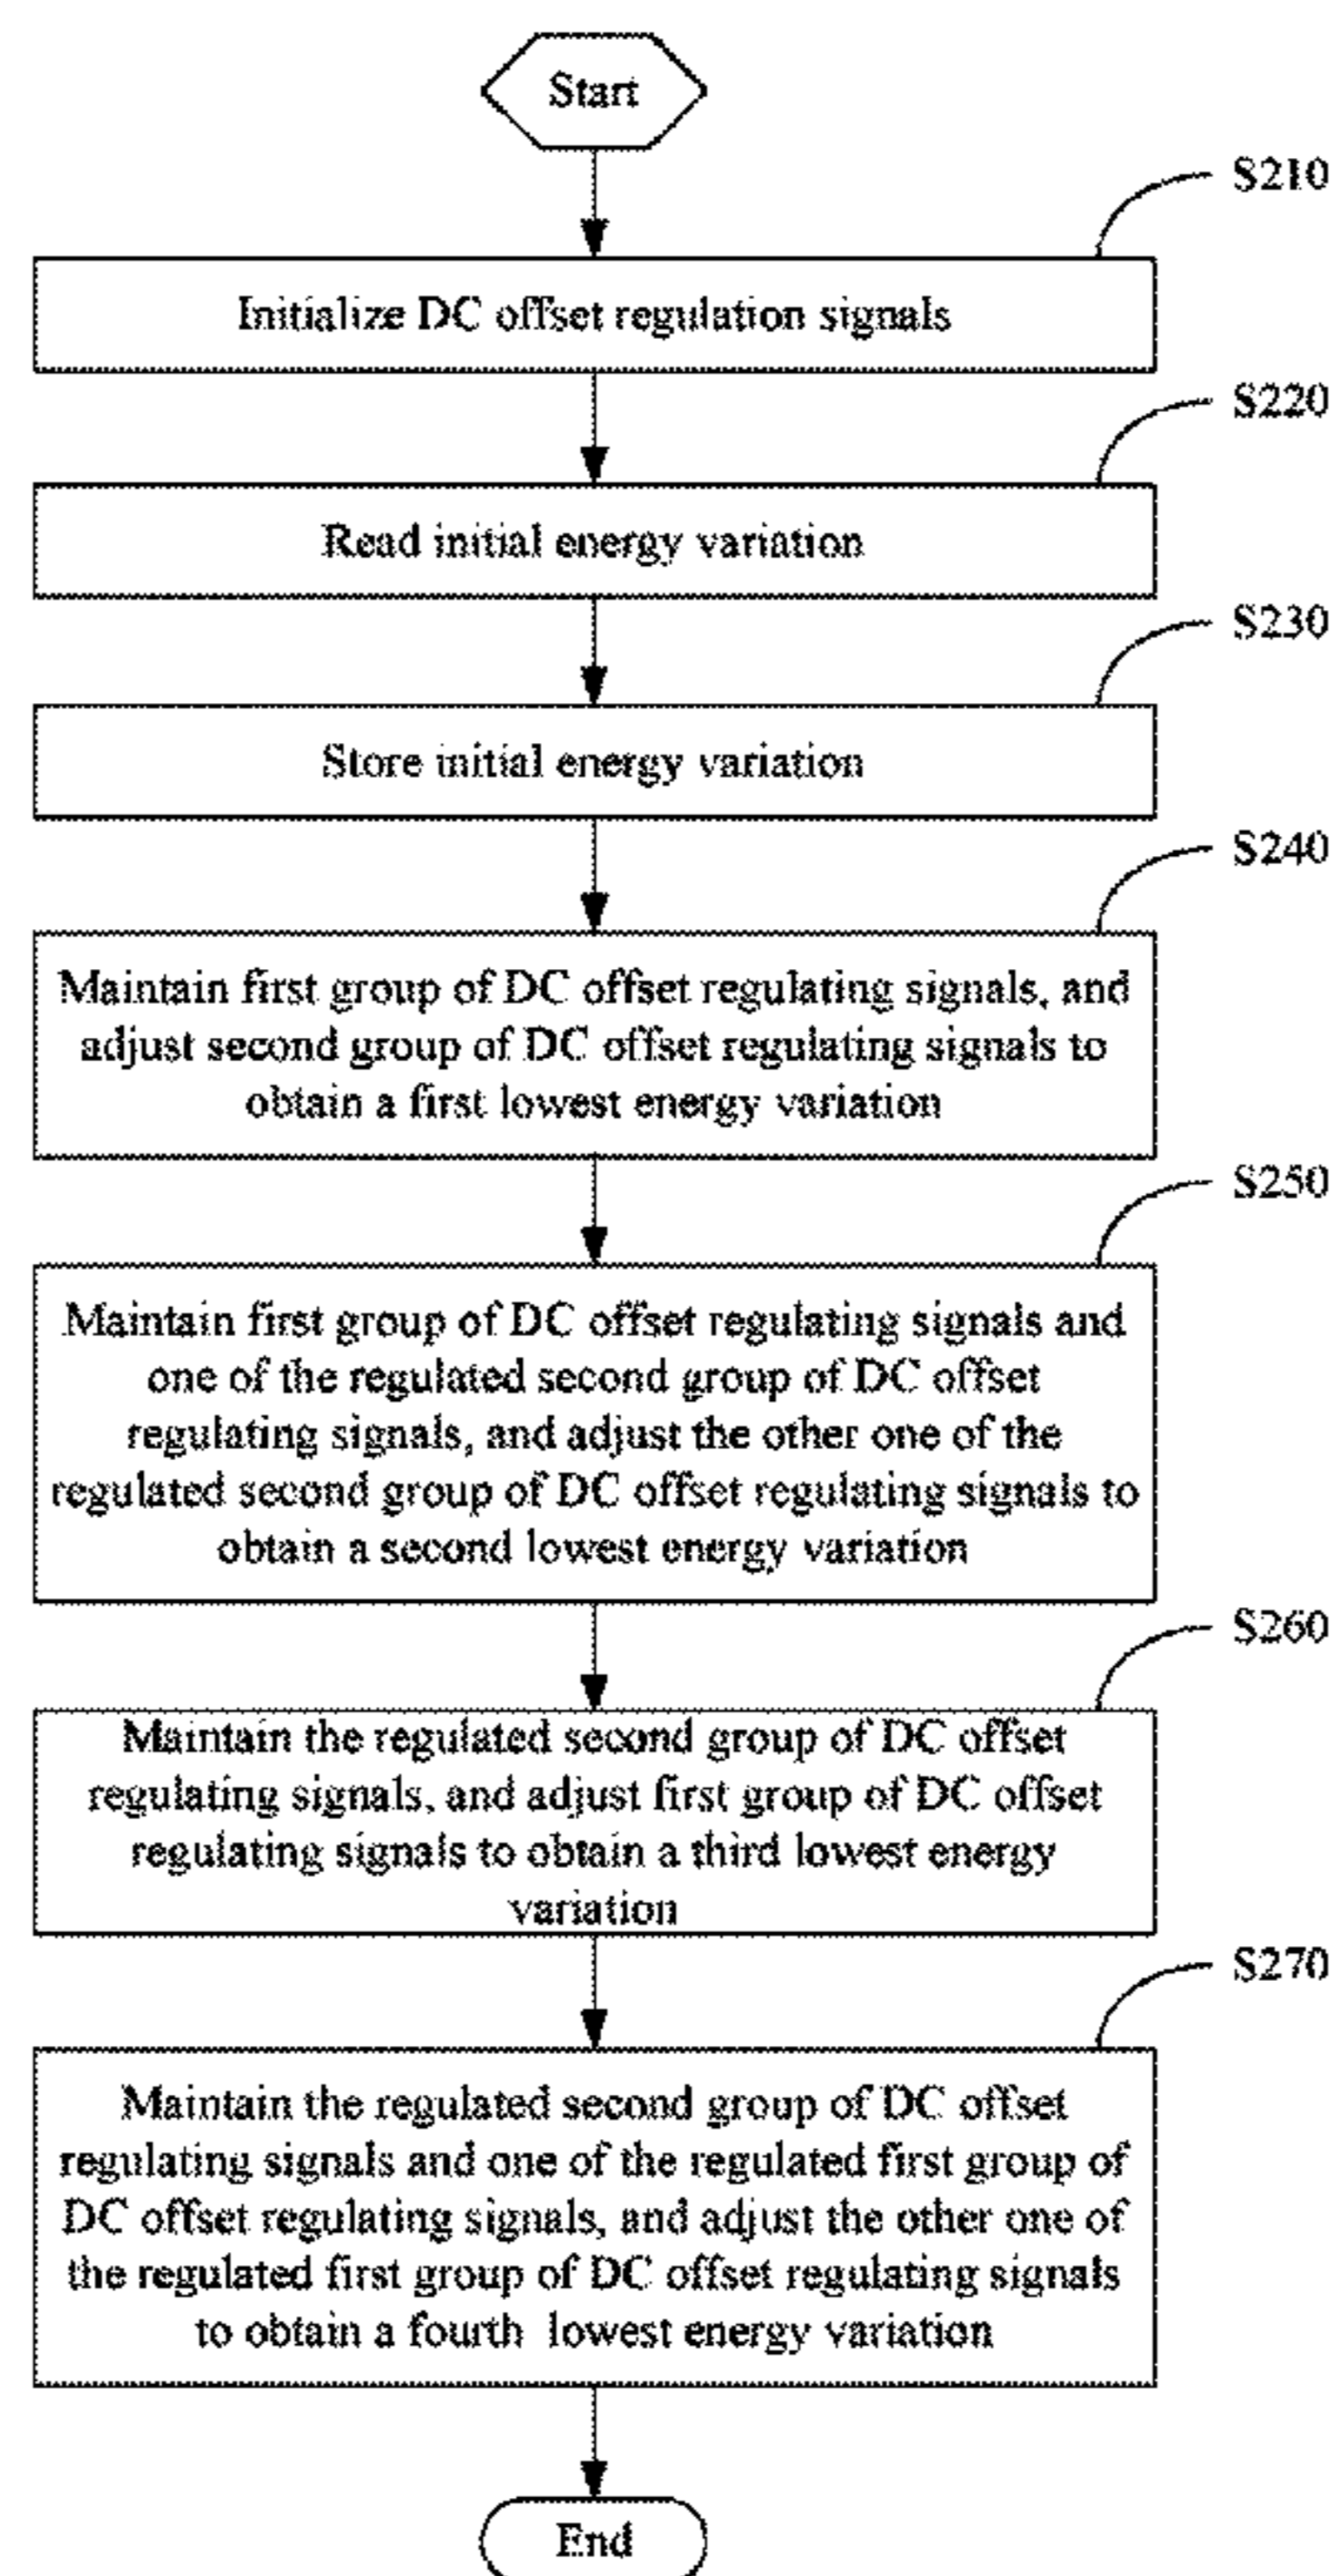 Start
S210
Initialize DC offset regulation signals
S220
Read initial energy variation
S230
Store initial energy variation
S240
Maintain first group of DC offset regulating signals, and
adjust second group of DC offset regulating signals to
obtain a first lowest energy variation
S250
Maintain first group of DC offset regulating signals and
one of the regulated second group of DC offset
regulating signals, and adjust the other one of the
regulated second group of DC offset regulating signals to
obtain a second lowest energy variation
S260
Maintain the regulated second group of DC offset
regulating signals, and adjust first group of DC offset
regulating signals to obtain a third lowest energy
variation
S270
Maintain the regulated second group of DC offset
regulating signals and one of the regulated first group of
DC offset regulating signals, and adjust the other one of
the regulated first group of DC offset regulating signals
to obtain a fourth lowest energy variation
End